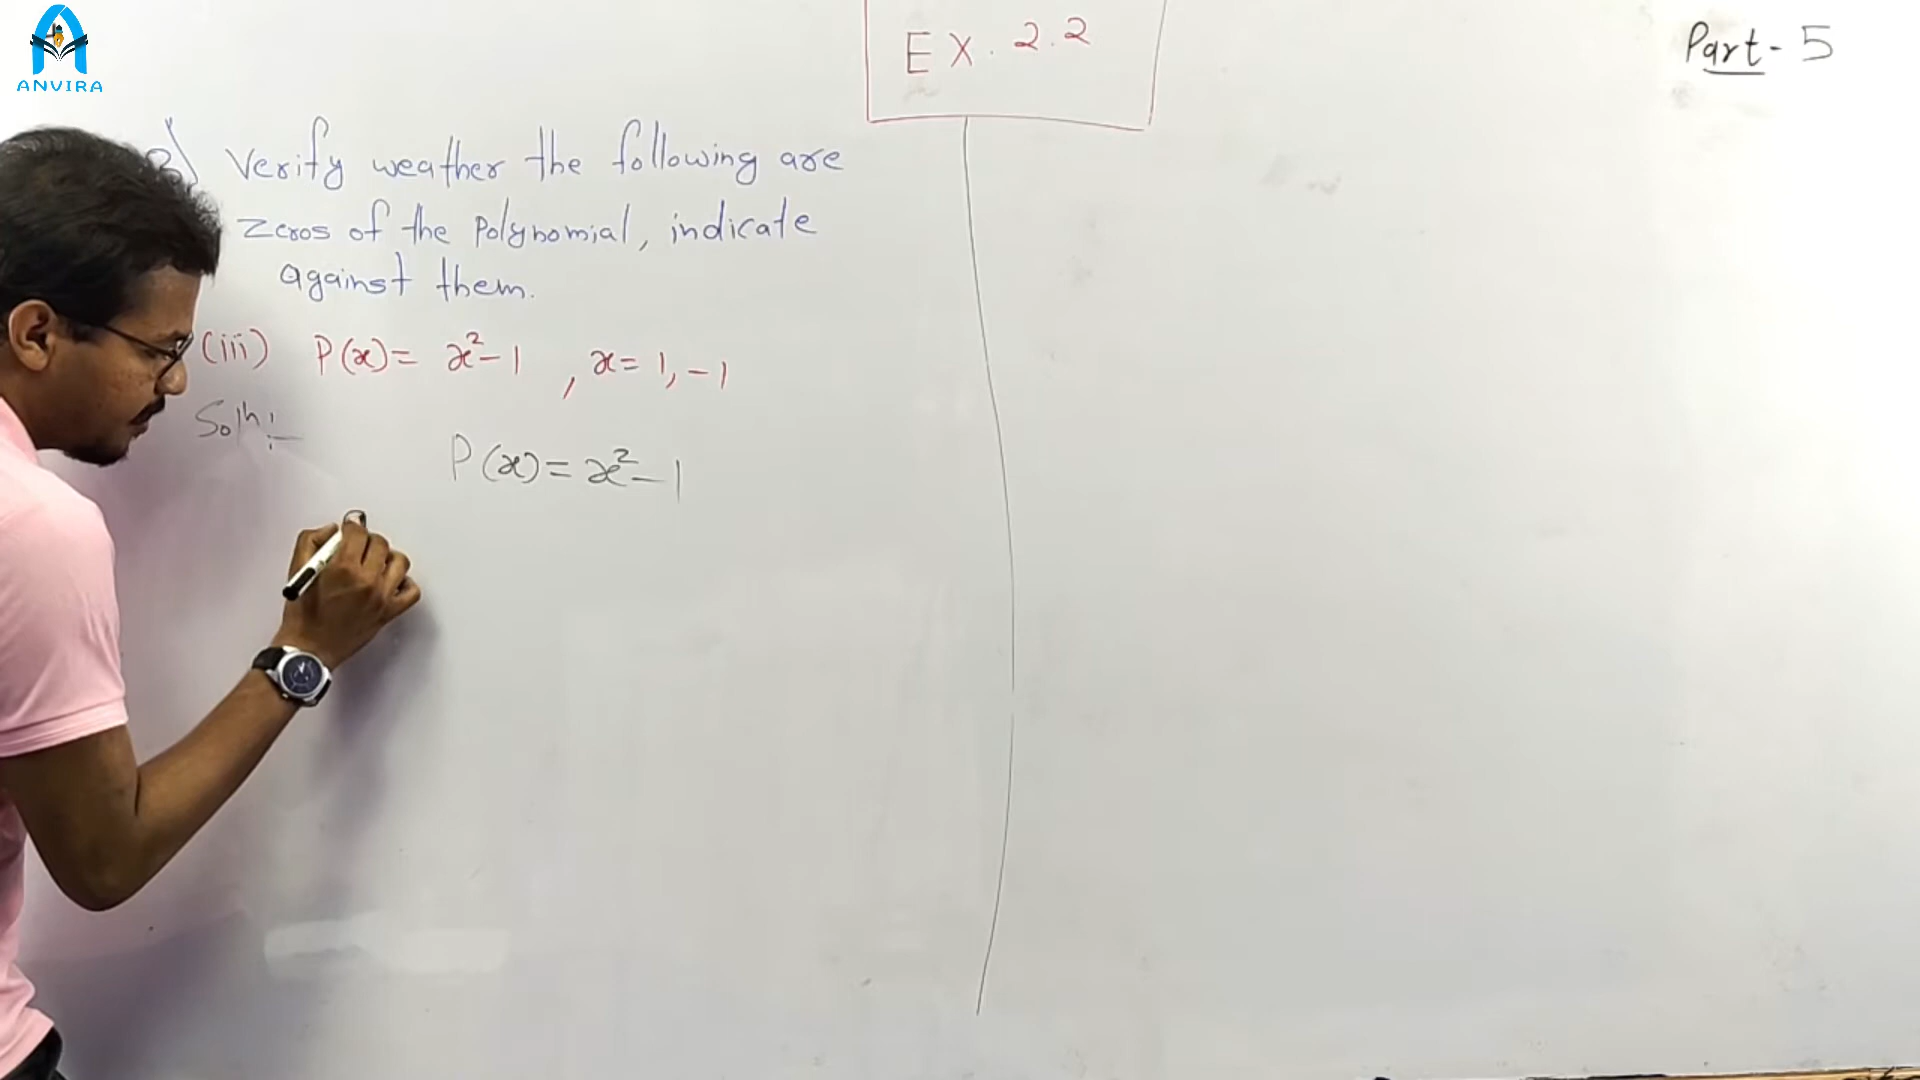 ANVIRA
EX. 2.2
Part - 5
3) Verify weather the following are
zeros of the Polynomial, indicate
against them.
(iii) P(x) = x² - 1 , x = 1, -1
Soln:-
P(x) = x² - 1